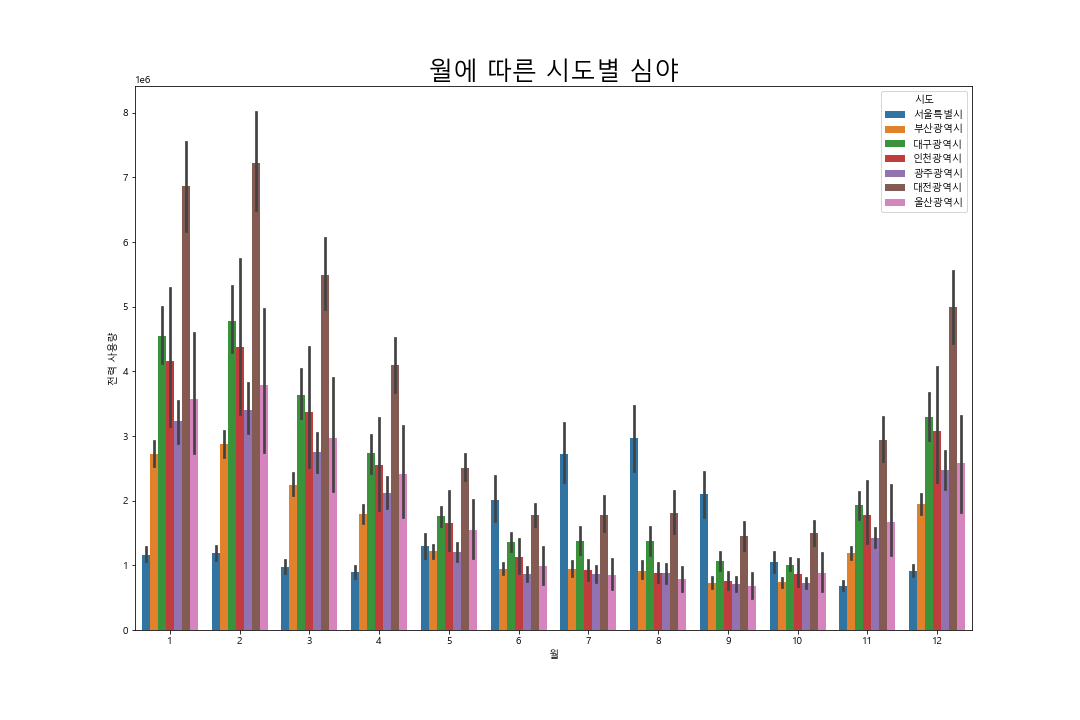 월에 따른 시도별 심야
1e6
8
7
6
5
4
3
2
1
0
전력 사용량
시도
서울특별시
부산광역시
대구광역시
인천광역시
광주광역시
대전광역시
울산광역시
1 2 3 4 5 6 7 8 9 10 11 12
월